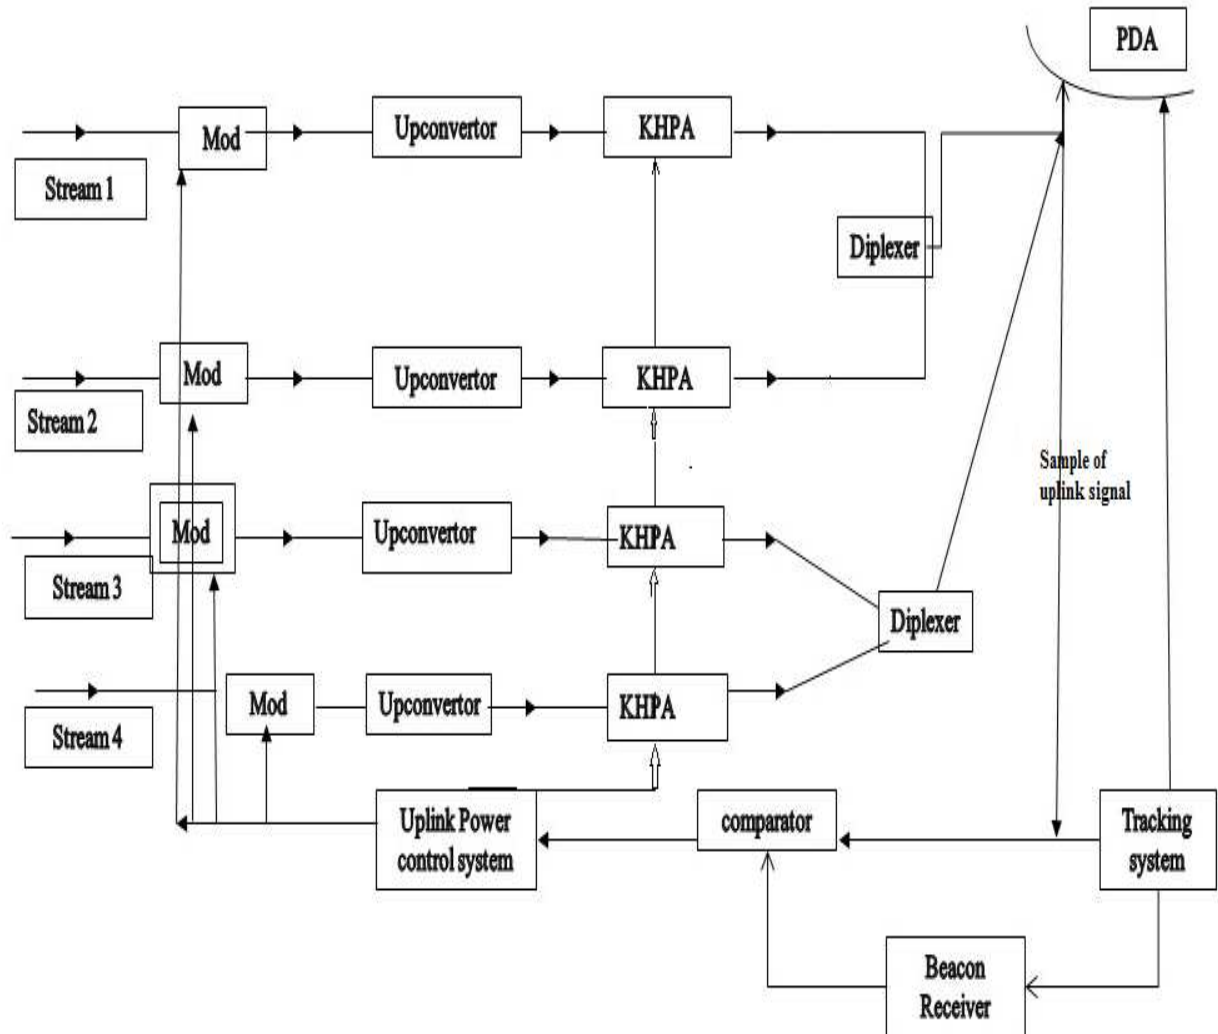 PDA
Mod
Upconvertor
KHPA
Stream 1
Diplexer
Mod
Upconvertor
KHPA
Stream 2
Sample of
uplink signal
Mod
Upconvertor
KHPA
Stream 3
Diplexer
Mod
Upconvertor
KHPA
Stream 4
Uplink Power
control system
comparator
Tracking
system
Beacon
Receiver